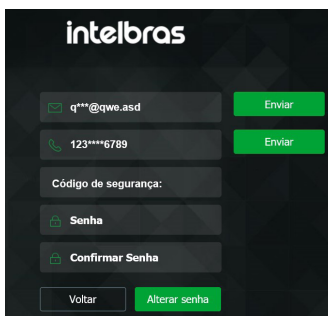 intelbras
q***@qwe.asd Enviar
123****6789 Enviar
Código de segurança:
Senha
Confirmar Senha
Voltar Alterar senha